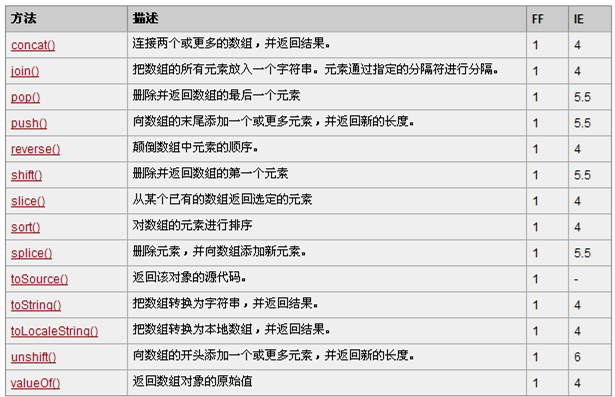 方法 描述 FF IE
concat() 连接两个或更多的数组，并返回结果。 1 4
join() 把数组的所有元素放入一个字符串。元素通过指定的分隔符进行分隔。 1 4
pop() 删除并返回数组的最后一个元素 1 5.5
push() 向数组的末尾添加一个或更多元素，并返回新的长度。 1 5.5
reverse() 颠倒数组中元素的顺序。 1 4
shift() 删除并返回数组的第一个元素 1 5.5
slice() 从某个已有的数组返回选定的元素 1 4
sort() 对数组的元素进行排序 1 4
splice() 删除元素，并向数组添加新元素。 1 5.5
toSource() 返回该对象的源代码。 1 -
toString() 把数组转换为字符串，并返回结果。 1 4
toLocaleString() 把数组转换为本地数组，并返回结果。 1 4
unshift() 向数组的开头添加一个或更多元素，并返回新的长度。 1 6
valueOf() 返回数组对象的原始值 1 4